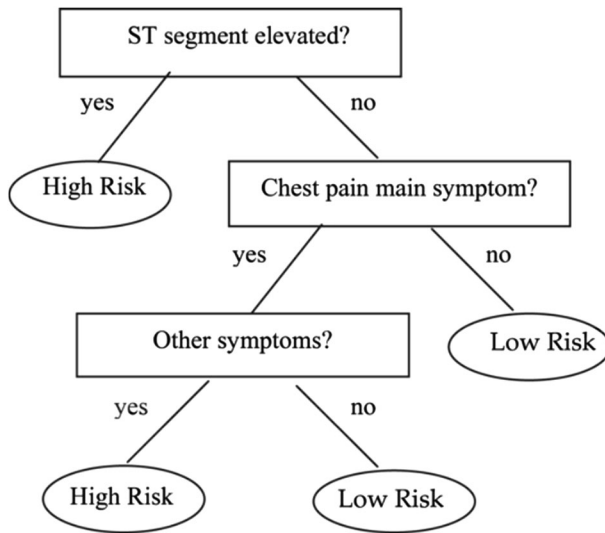 ST segment elevated?
yes
no
High Risk
Chest pain main symptom?
yes
no
Other symptoms?
Low Risk
yes
no
High Risk
Low Risk